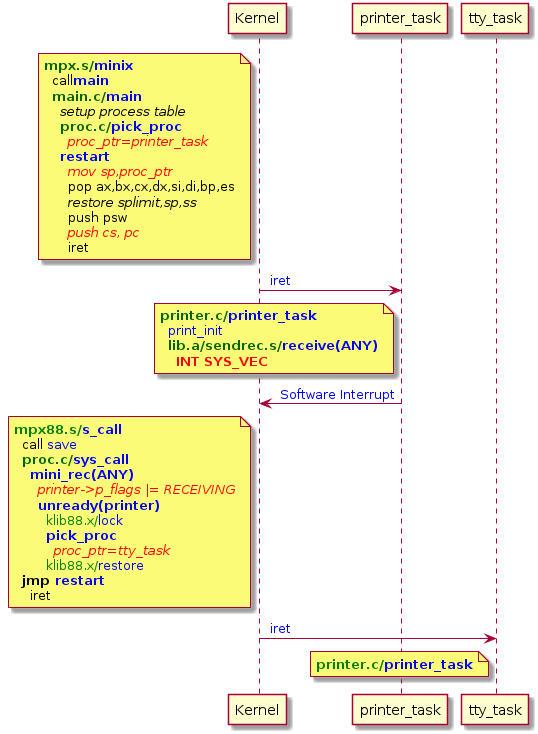 Kernel printer_task tty_task
mpx.s/minix
callmain
main.c/main
setup process table
proc.c/pick_proc
proc_ptr=printer_task
restart
mov sp,proc_ptr
pop ax,bx,cx,dx,si,di,bp,es
restore splimit,sp,ss
push psw
push cs, pc
iret
iret
printer.c/printer_task
print_init
lib.a/sendrec.s/receive(ANY)
INT SYS_VEC
Software Interrupt
mpx88.s/s_call
call save
proc.c/sys_call
mini_rec(ANY)
printer->p_flags |= RECEIVING
unready(printer)
klib88.x/lock
pick_proc
proc_ptr=tty_task
klib88.x/restore
jmp restart
iret
iret
printer.c/printer_task
Kernel printer_task tty_task